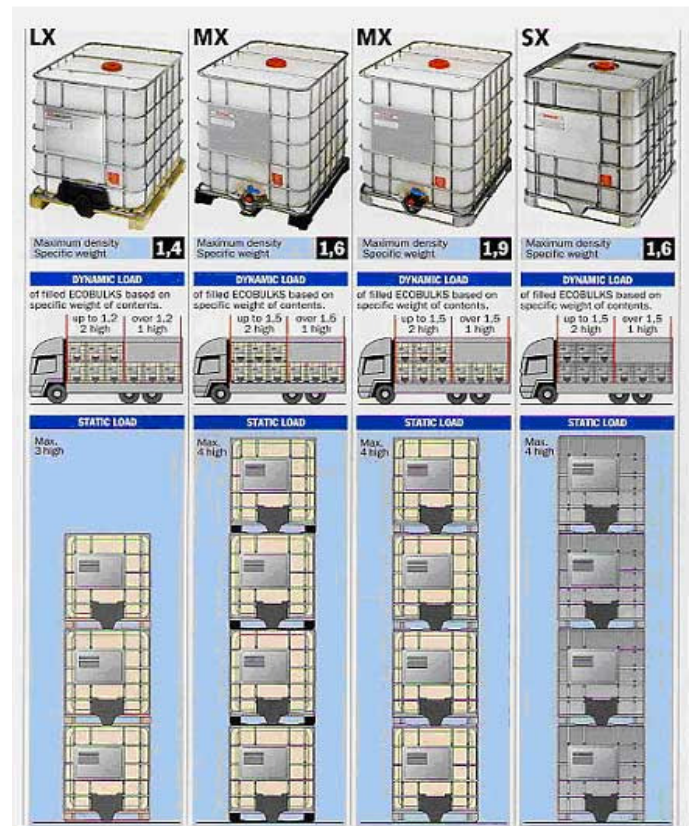 LX
Maximum density
Specific weight
1,4
DYNAMIC LOAD
of filled ECOBULKS based on
specific weight of contents.
up to 1,2
2 high
over 1,2
1 high
STATIC LOAD
Max.
3 high
MX
Maximum density
Specific weight
1,6
DYNAMIC LOAD
of filled ECOBULKS based on
specific weight of contents.
up to 1,5
2 high
over 1,5
1 high
STATIC LOAD
Max.
4 high
MX
Maximum density
Specific weight
1,9
DYNAMIC LOAD
of filled ECOBULKS based on
specific weight of contents.
up to 1,5
2 high
over 1,5
1 high
STATIC LOAD
Max.
4 high
SX
Maximum density
Specific weight
1,6
DYNAMIC LOAD
of filled ECOBULKS based on
specific weight of contents.
up to 1,5
2 high
over 1,5
1 high
STATIC LOAD
Max.
4 high